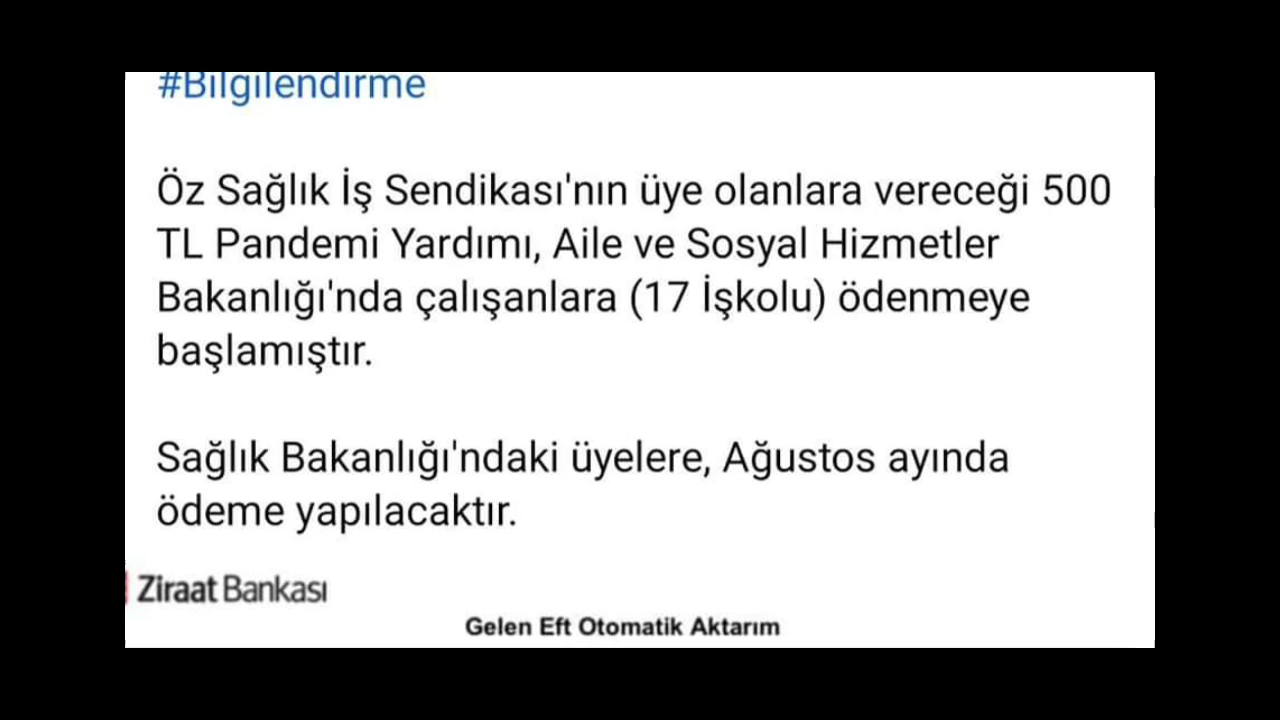 #Bilgilendirme
Öz Sağlık İş Sendikası'nın üye olanlara vereceği 500
TL Pandemi Yardımı, Aile ve Sosyal Hizmetler
Bakanlığı'nda çalışanlara (17 İşkolu) ödenmeye
başlamıştır.
Sağlık Bakanlığı'ndaki üyelere, Ağustos ayında
ödeme yapılacaktır.
Ziraat Bankası
Gelen Eft Otomatik Aktarım